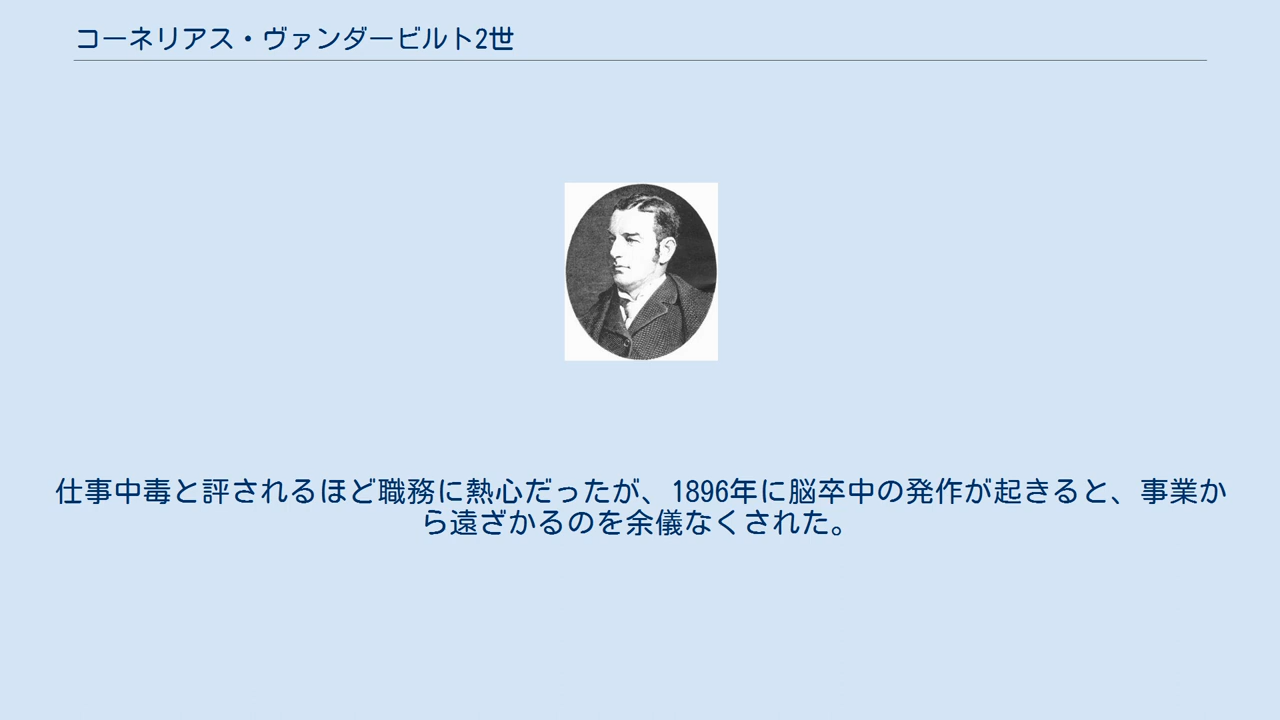 コーネリアス・ヴァンダービルト2世
仕事中毒と評されるほど職務に熱心だったが、1896年に脳卒中の発作が起きると、事業か
ら遠ざかるのを余儀なくされた。